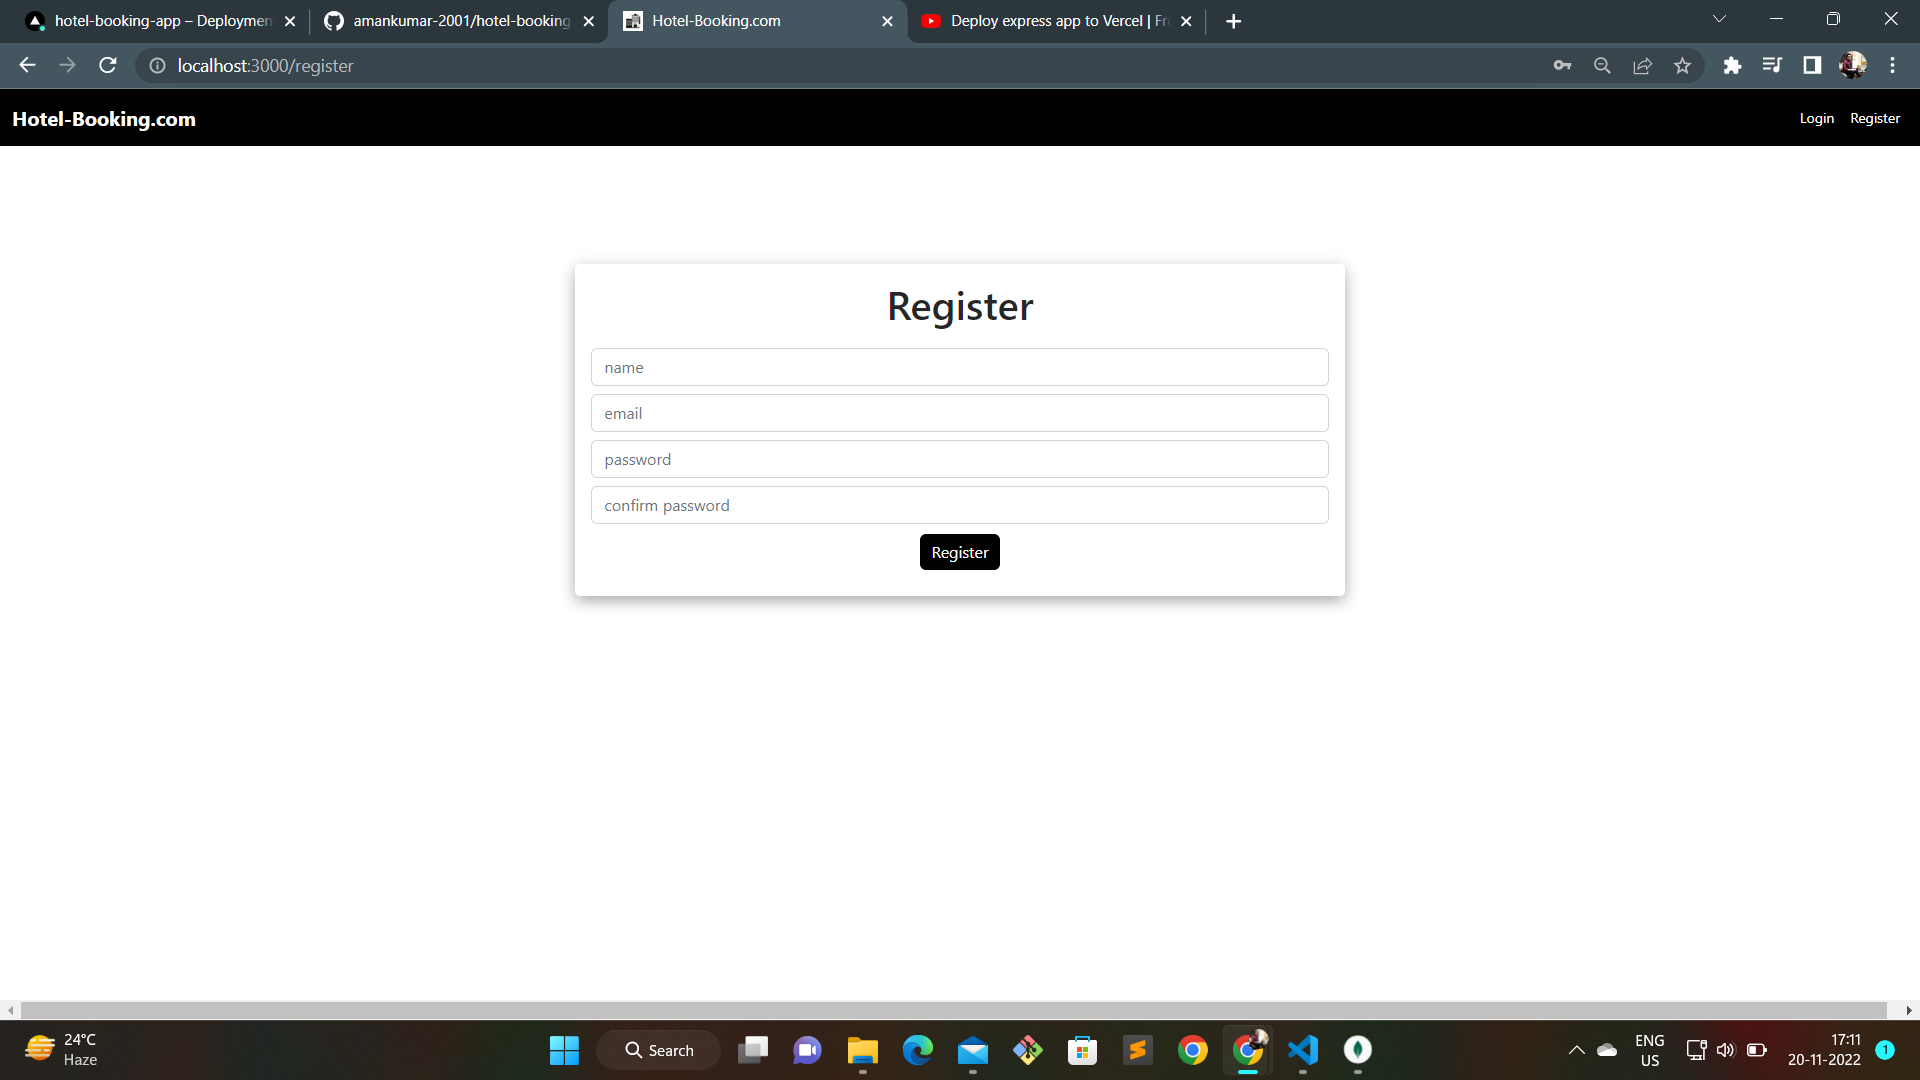 hotel-booking-app – Deploymen
amankumar-2001/hotel-booking
Hotel-Booking.com
Deploy express app to Vercel | Fr
localhost:3000/register
Hotel-Booking.com
Login
Register
Register
name
email
password
confirm password
Register
24°C
Haze
Search
ENG
US
17:11
20-11-2022
1